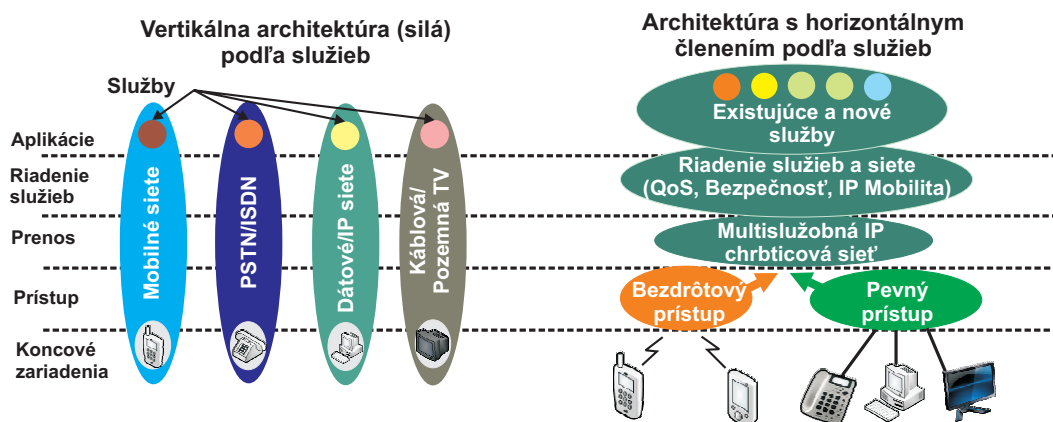 Vertikálna architektúra (silá)
podľa služieb
Služby
Aplikácie
Riadenie
služieb
Prenos
Prístup
Koncové
zariadenia
Mobilné siete
PSTN/ISDN
Dátové/IP siete
Káblová/
Pozemná TV
Architektúra s horizontálnym
členením podľa služieb
Existujúce a nové
služby
Riadenie služieb a siete
(QoS, Bezpečnosť, IP Mobilita)
Multislužobná IP
chrbticová sieť
Bezdrôtový
prístup
Pevný
prístup